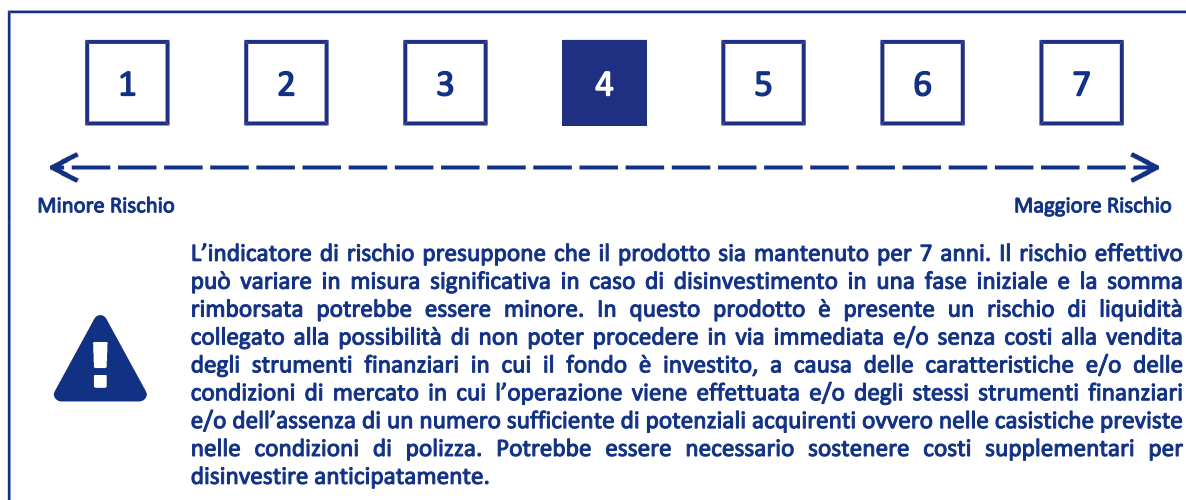 1 2 3 4 5 6 7
Minore Rischio Maggiore Rischio
L'indicatore di rischio presuppone che il prodotto sia mantenuto per 7 anni. Il rischio effettivo
può variare in misura significativa in caso di disinvestimento in una fase iniziale e la somma
rimborsata potrebbe essere minore. In questo prodotto è presente un rischio di liquidità
collegato alla possibilità di non poter procedere in via immediata e/o senza costi alla vendita
degli strumenti finanziari in cui il fondo è investito, a causa delle caratteristiche e/o delle
condizioni di mercato in cui l'operazione viene effettuata e/o degli stessi strumenti finanziari
e/o dell'assenza di un numero sufficiente di potenziali acquirenti ovvero nelle casistiche previste
nelle condizioni di polizza. Potrebbe essere necessario sostenere costi supplementari per
disinvestire anticipatamente.